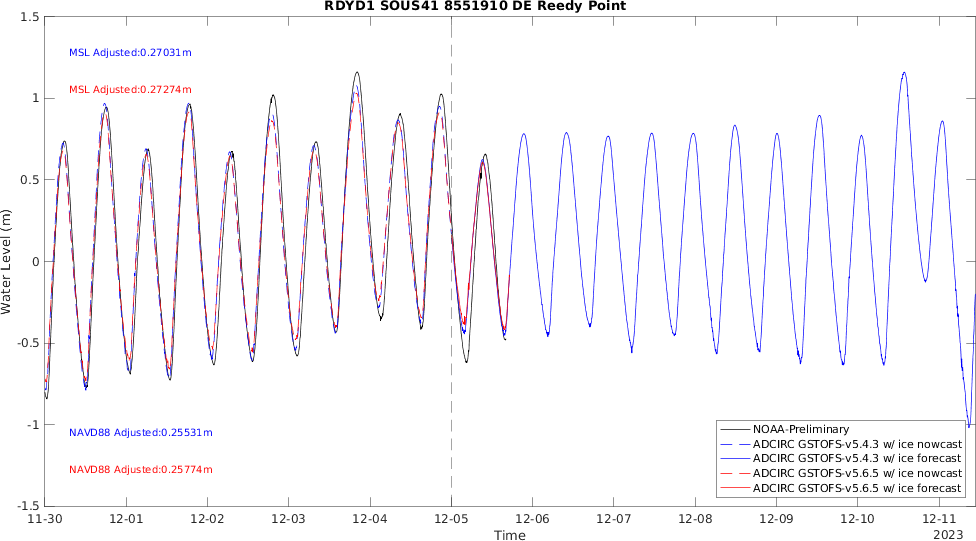 RDYD1 SOUS41 8551910 DE Reedy Point
1.5
MSL Adjusted:0.27031m
MSL Adjusted:0.27274m
1
0.5
Water Level (m)
0
-0.5
-1
NAVD88 Adjusted:0.25531m
NAVD88 Adjusted:0.25774m
-1.5
NOAA-Preliminary
ADCIRC GSTOFS-v5.4.3 w/ ice nowcast
ADCIRC GSTOFS-v5.4.3 w/ ice forecast
ADCIRC GSTOFS-v5.6.5 w/ ice nowcast
ADCIRC GSTOFS-v5.6.5 w/ ice forecast
11-30 12-01 12-02 12-03 12-04 12-05 12-06 12-07 12-08 12-09 12-10 12-11
Time
2023